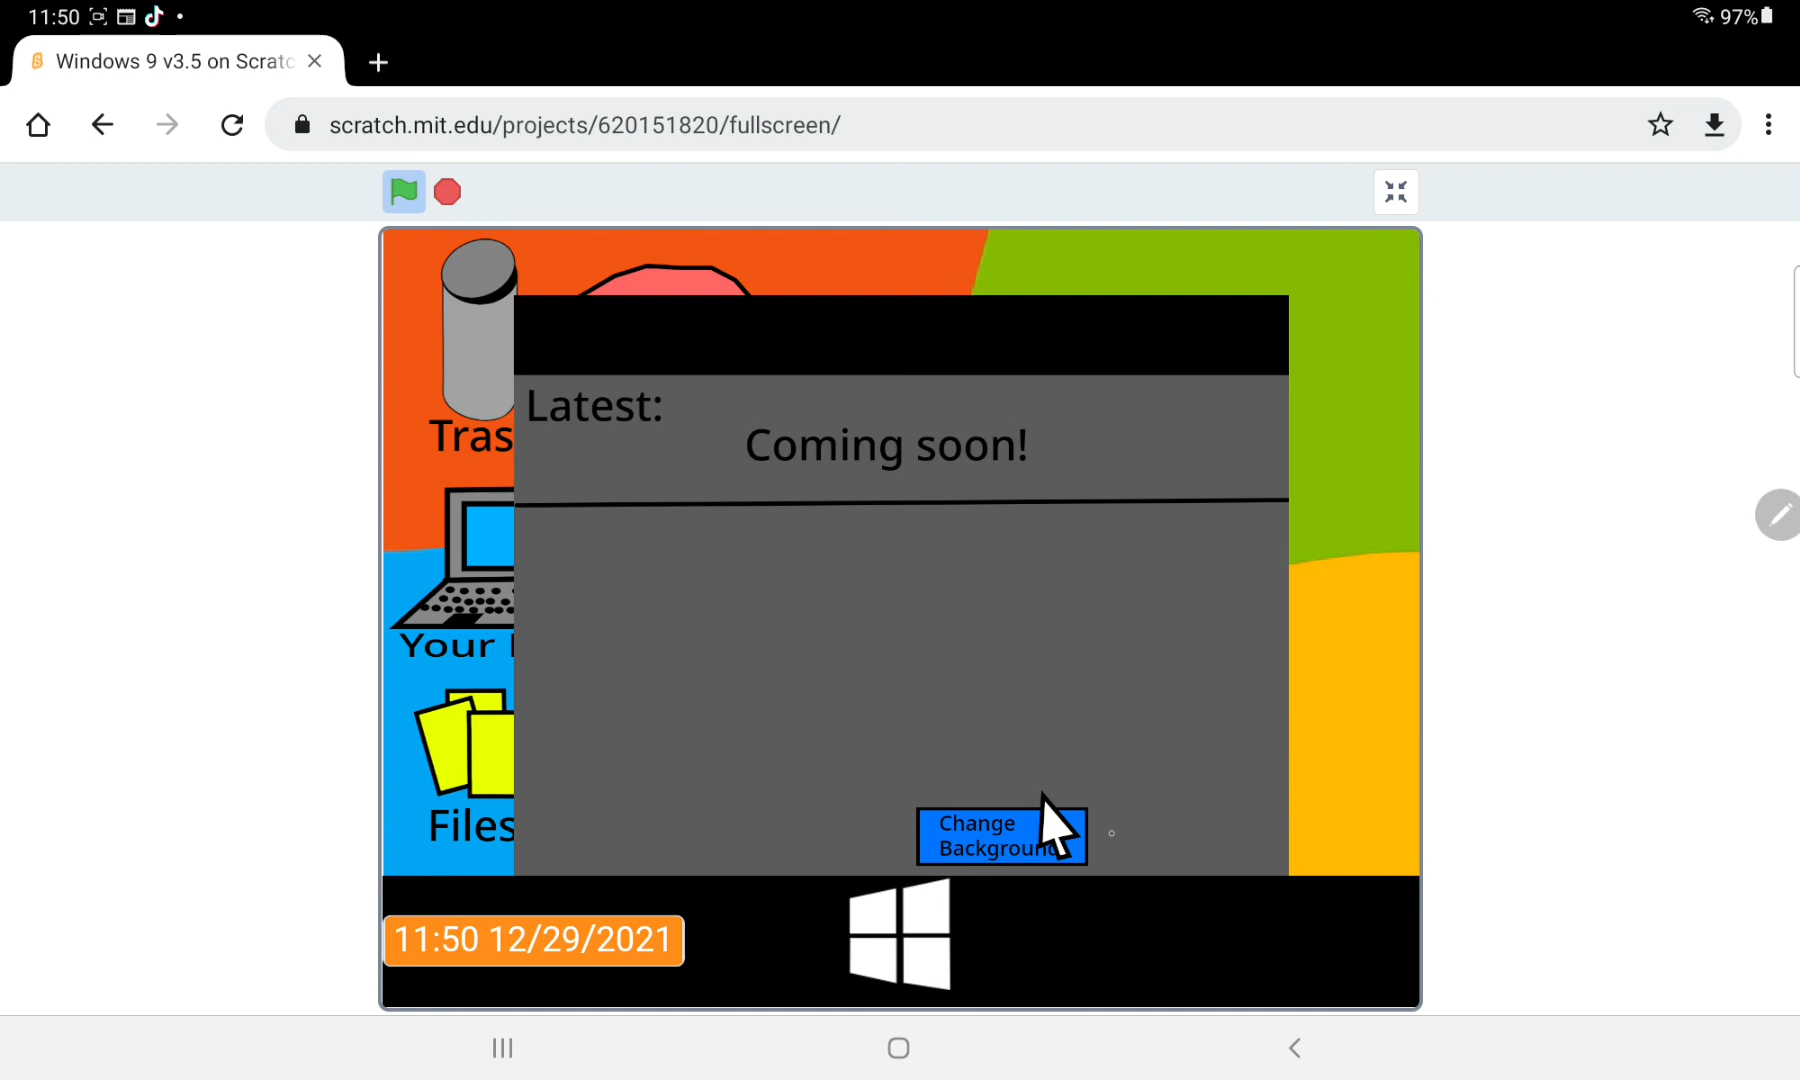 11:50
97%
Windows 9 v3.5 on Scratc
scratch.mit.edu/projects/620151820/fullscreen/
Latest:
Coming soon!
Tras
Your
Files
Change
Background
11:50 12/29/2021